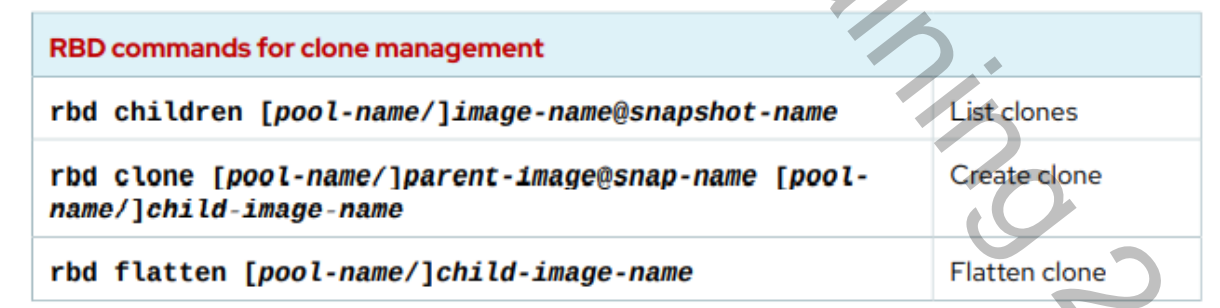 RBD commands for clone management
rbd children [pool-name/]image-name@snapshot-name
List clones
rbd clone [pool-name/]parent-image@snap-name [pool-
name/]child-image-name
Create clone
rbd flatten [pool-name/]child-image-name
Flatten clone
ining 2